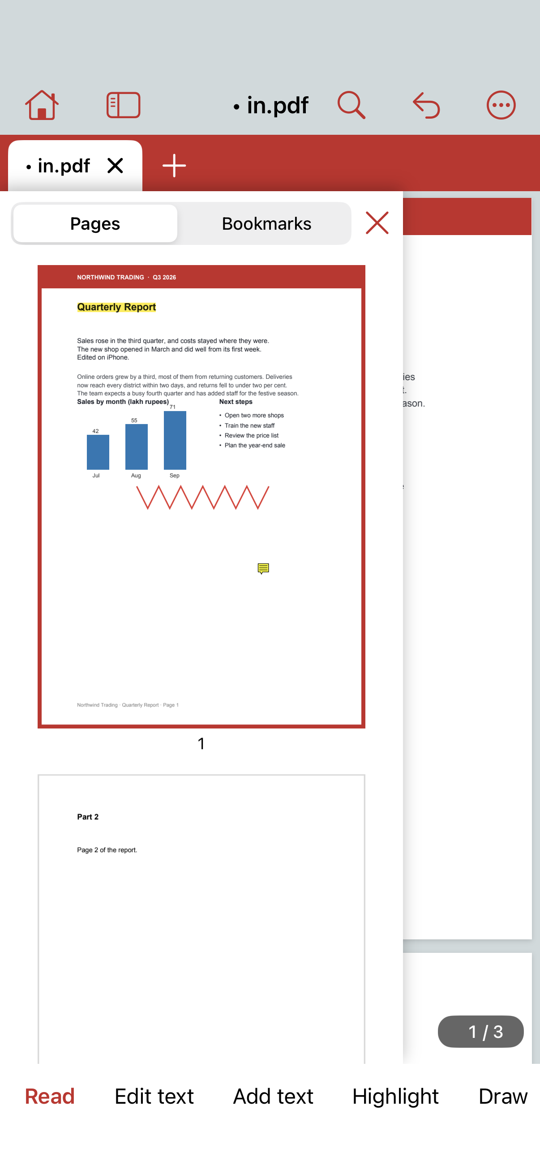 • in.pdf
• in.pdf
Pages
Bookmarks
NORTHWIND TRADING - Q3 2026
Quarterly Report
Sales rose in the third quarter, and costs stayed where they were.
The new shop opened in March and did well from its first week.
Edited on iPhone.
Online orders grew by a third, most of them from returning customers. Deliveries
now reach every district within two days, and returns fell to under two per cent.
The team expects a busy fourth quarter and has added staff for the festive season.
Sales by month (lakh rupees)
71
55
42
Jul
Aug
Sep
Next steps
• Open two more shops
• Train the new staff
• Review the price list
• Plan the year-end sale
Northwind Trading · Quarterly Report · Page 1
1
Part 2
Page 2 of the report.
ies
t.
ason.
1 / 3
Read
Edit text
Add text
Highlight
Draw